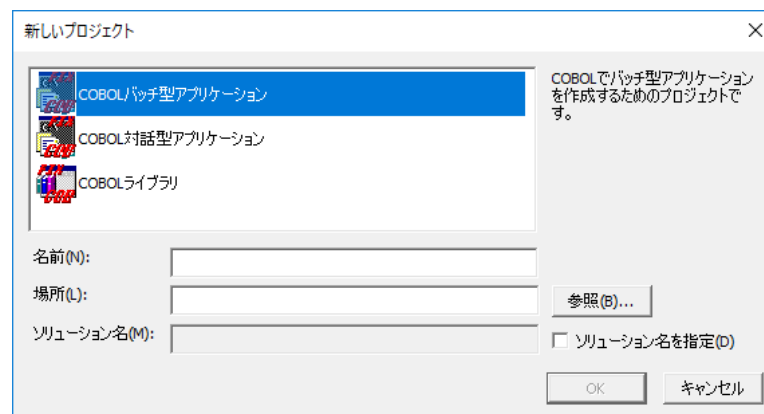 新しいプロジェクト
COBOLバッチ型アプリケーション
COBOL対話型アプリケーション
COBOLライブラリ
COBOLでバッチ型アプリケーション
を作成するためのプロジェクトで
す。
名前(N):
場所(L):
参照(B)...
ソリューション名(M):
ソリューション名を指定(D)
OK
キャンセル